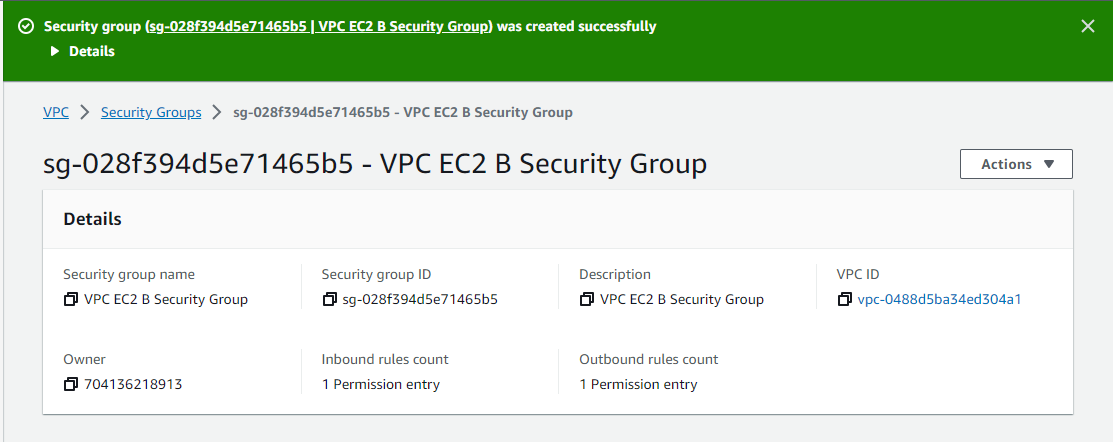 Security group (sg-028f394d5e71465b5 | VPC EC2 B Security Group) was created successfully
Details
VPC > Security Groups > sg-028f394d5e71465b5 - VPC EC2 B Security Group
sg-028f394d5e71465b5 - VPC EC2 B Security Group
Actions
Details
Security group name
VPC EC2 B Security Group
Security group ID
sg-028f394d5e71465b5
Description
VPC EC2 B Security Group
VPC ID
vpc-0488d5ba34ed304a1
Owner
704136218913
Inbound rules count
1 Permission entry
Outbound rules count
1 Permission entry